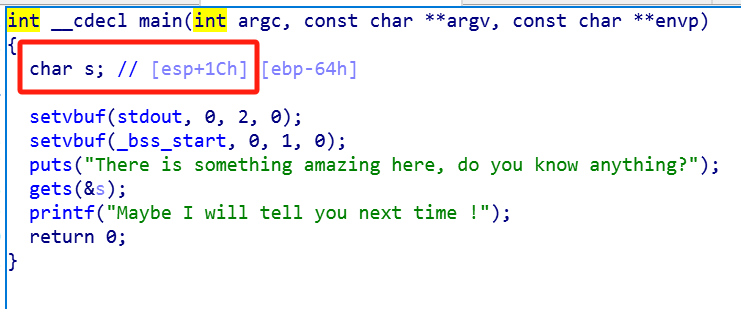 int __cdecl main(int argc, const char **argv, const char **envp)
{
char s; // [esp+1Ch] [ebp-64h]
setvbuf(stdout, 0, 2, 0);
setvbuf(_bss_start, 0, 1, 0);
puts("There is something amazing here, do you know anything?");
gets(&s);
printf("Maybe I will tell you next time !");
return 0;
}